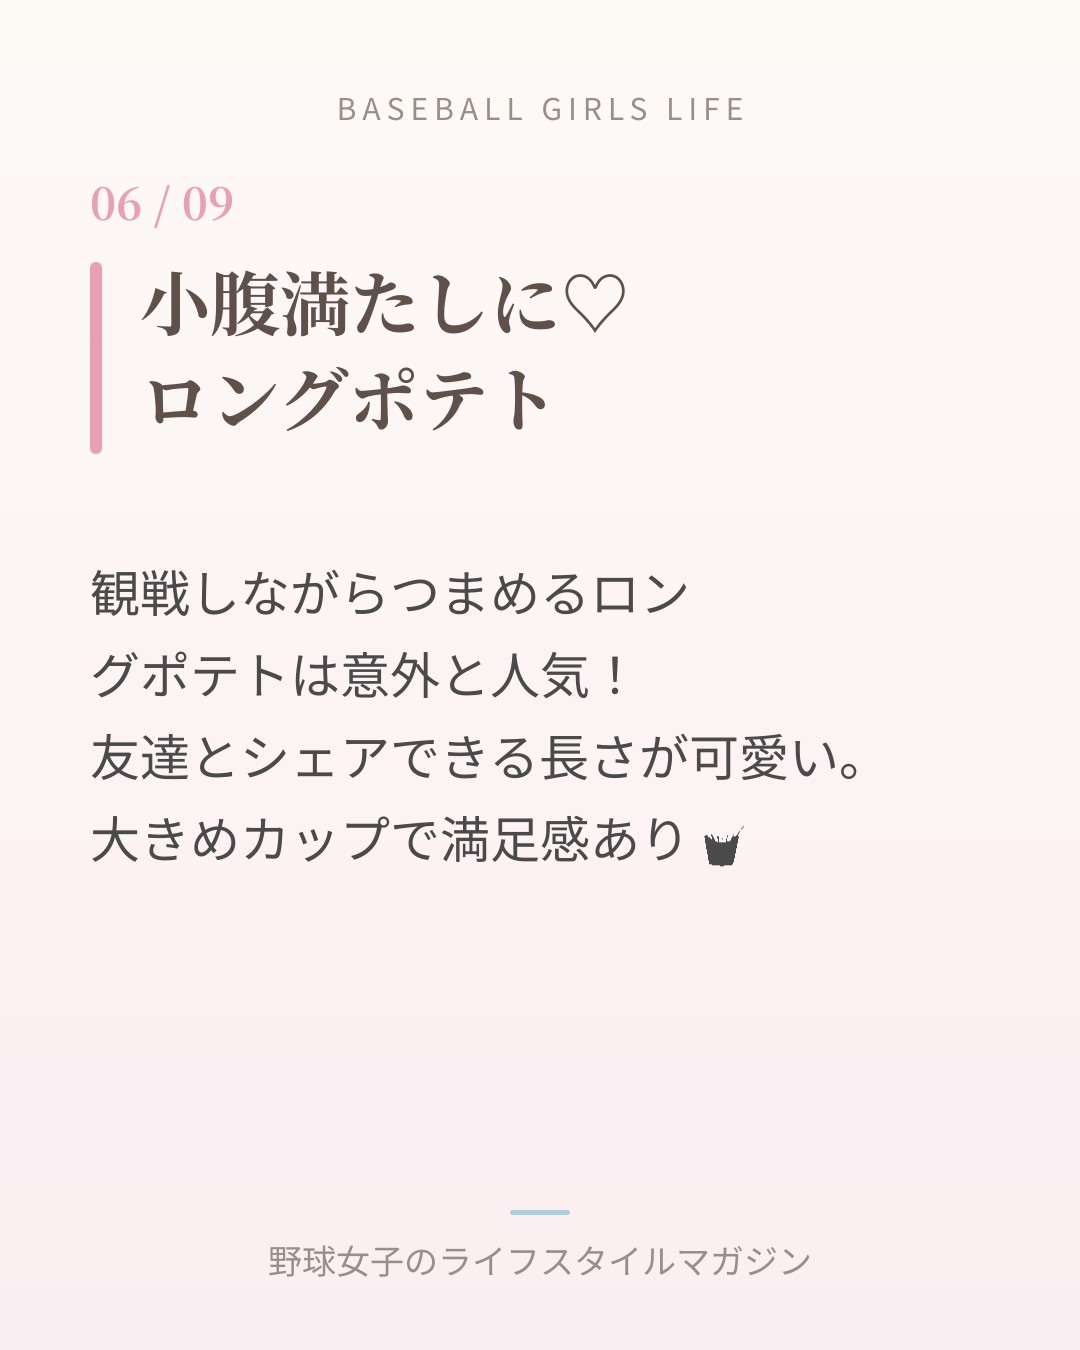 BASEBALL GIRLS LIFE
06 / 09
小腹満たしに♡
ロングポテト
観戦しながらつまめるロン
グポテトは意外と人気！
友達とシェアできる長さが可愛い。
大きめカップで満足感あり🍟
野球女子のライフスタイルマガジン